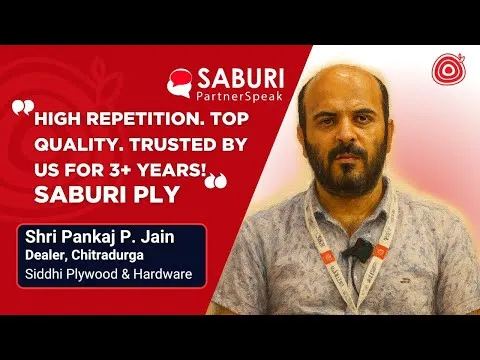 SABURI
PartnerSpeak
"HIGH REPETITION. TOP
QUALITY. TRUSTED BY
US FOR 3+ YEARS!
SABURI PLY"
Shri Pankaj P. Jain
Dealer, Chitradurga
Siddhi Plywood & Hardware